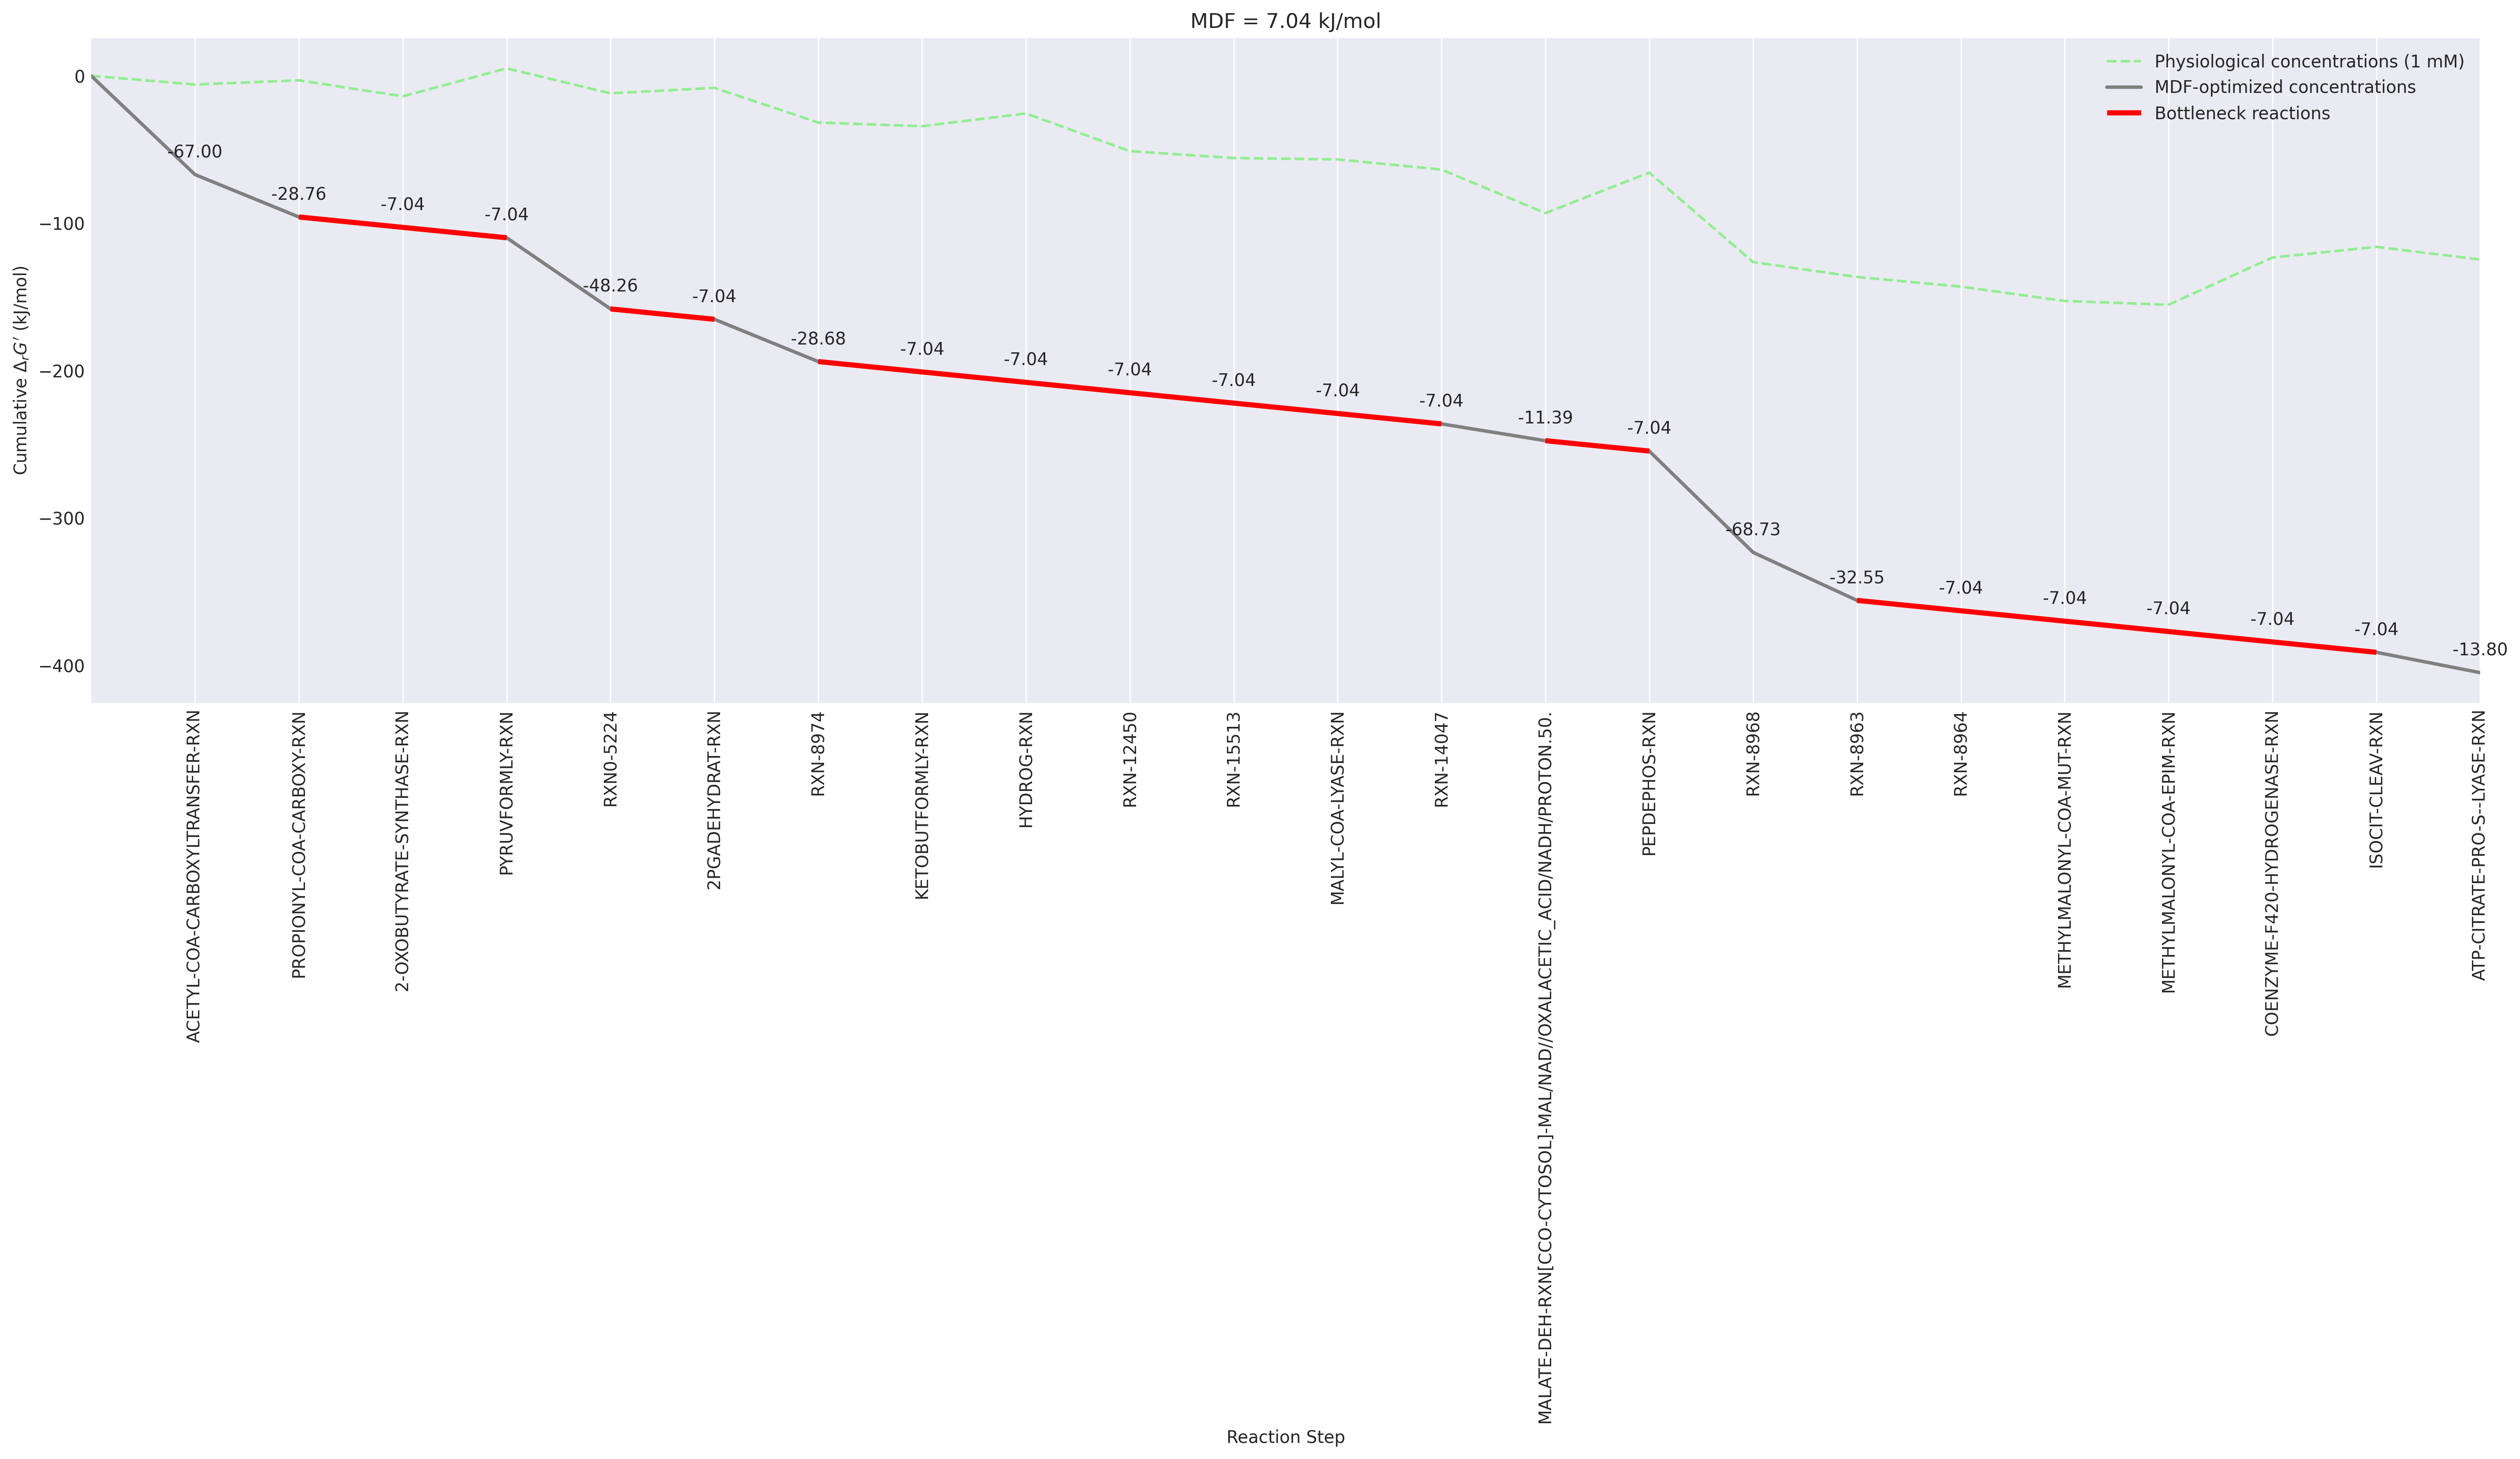 MDF = 7.04 kJ/mol
Physiological concentrations (1 mM)
MDF-optimized concentrations
Bottleneck reactions
Cumulative ΔrG′ (kJ/mol)
0
−100
−200
−300
−400
-67.00
-28.76
-7.04
-7.04
-48.26
-7.04
-28.68
-7.04
-7.04
-7.04
-7.04
-7.04
-7.04
-11.39
-7.04
-68.73
-32.55
-7.04
-7.04
-7.04
-7.04
-7.04
-13.80
ACETYL-COA-CARBOXYLTRANSFER-RXN
PROPIONYL-COA-CARBOXY-RXN
2-OXOBUTYRATE-SYNTHASE-RXN
PYRUVFORMLY-RXN
RXN0-5224
2PGADEHYDRAT-RXN
RXN-8974
KETOBUTFORMLY-RXN
HYDROG-RXN
RXN-12450
RXN-15513
MALYL-COA-LYASE-RXN
RXN-14047
MALATE-DEH-RXN[CCO-CYTOSOL]-MAL/NAD//OXALACETIC_ACID/NADH/PROTON.50.
PEPDEPHOS-RXN
RXN-8968
RXN-8963
RXN-8964
METHYLMALONYL-COA-MUT-RXN
METHYLMALONYL-COA-EPIM-RXN
COENZYME-F420-HYDROGENASE-RXN
ISOCIT-CLEAV-RXN
ATP-CITRATE-PRO-S--LYASE-RXN
Reaction Step